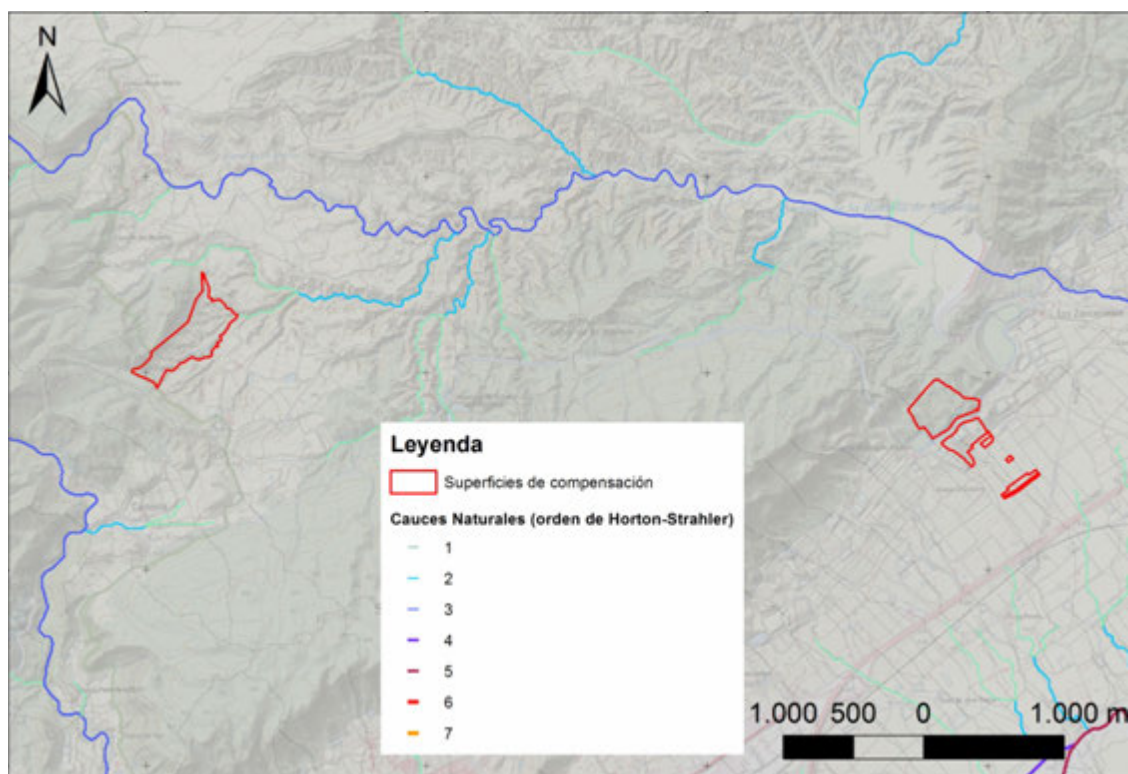 N
Leyenda
Superficies de compensación
Cauces Naturales (orden de Horton-Strahler)
1
2
3
4
5
6
7
1.000 500 0 1.000 m